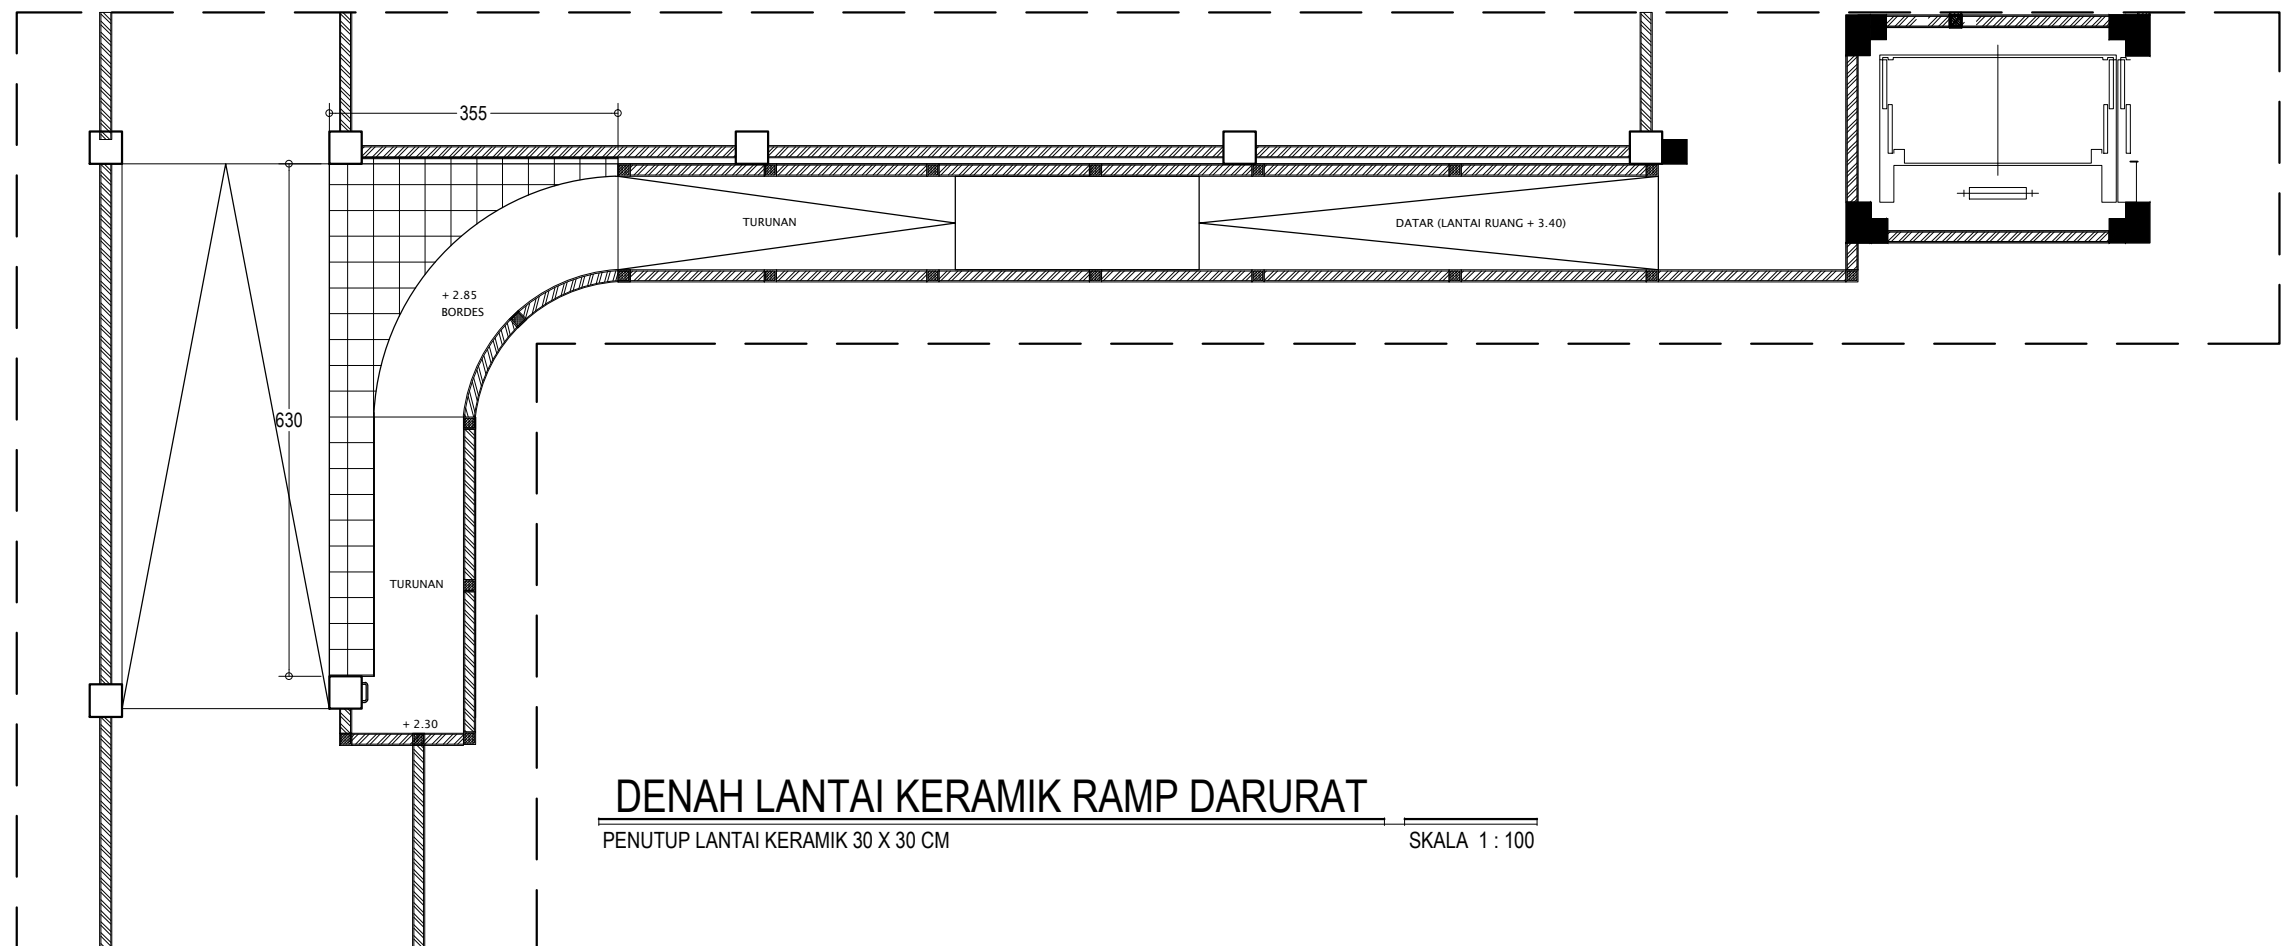 355
TURUNAN
DATAR (LANTAI RUANG + 3.40)
+ 2.85
BORDES
630
TURUNAN
+ 2.30
DENAH LANTAI KERAMIK RAMP DARURAT
PENUTUP LANTAI KERAMIK 30 X 30 CM
SKALA 1 : 100